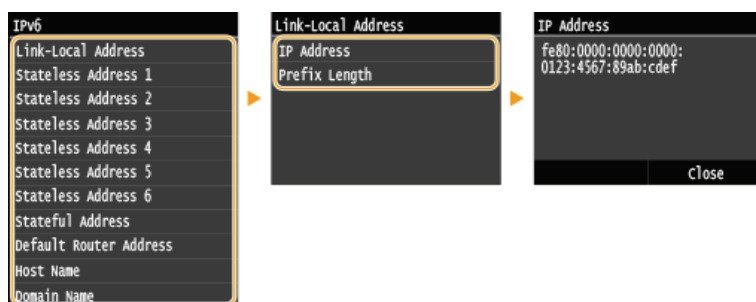 IPv6
Link-Local Address
Stateless Address 1
Stateless Address 2
Stateless Address 3
Stateless Address 4
Stateless Address 5
Stateless Address 6
Stateful Address
Default Router Address
Host Name
Domain Name
Link-Local Address
IP Address
Prefix Length
IP Address
fe80:0000:0000:0000:
0123:4567:89ab:cdef
Close